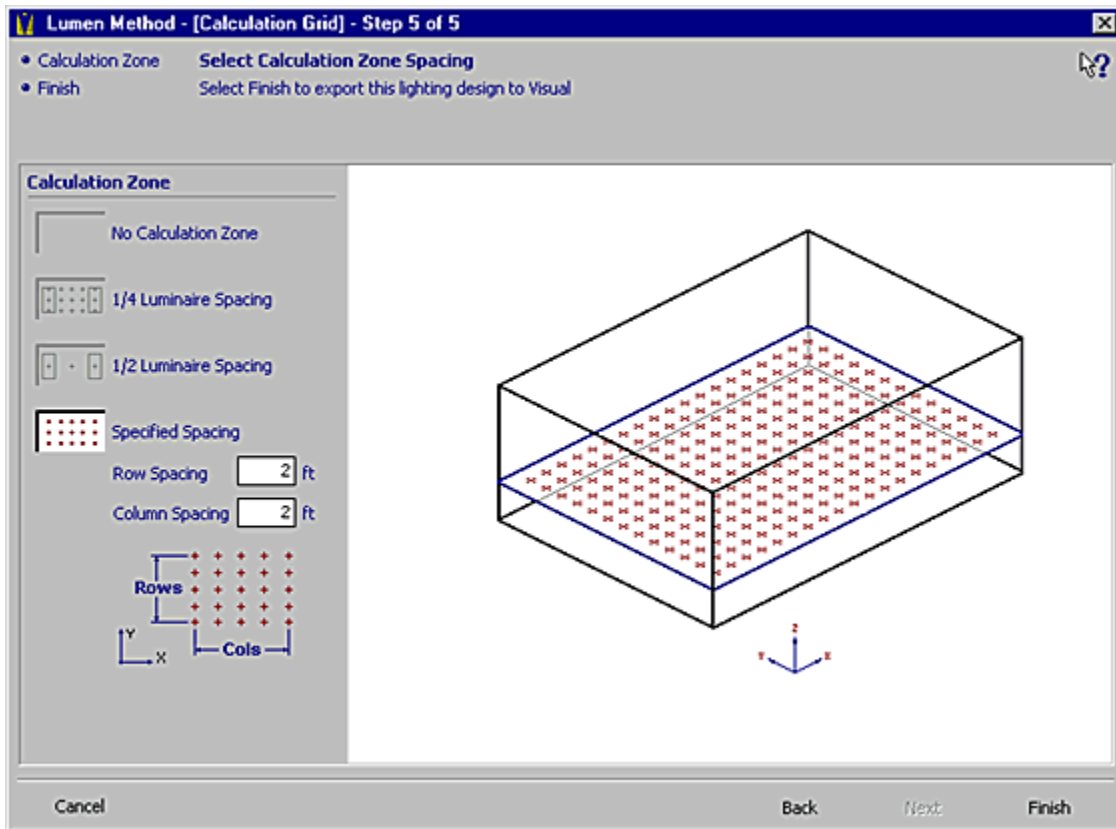 Lumen Method - [Calculation Grid] - Step 5 of 5
Calculation Zone
Select Calculation Zone Spacing
Finish
Select Finish to export this lighting design to Visual
?
Calculation Zone
No Calculation Zone
1/4 Luminaire Spacing
1/2 Luminaire Spacing
Specified Spacing
Row Spacing 2 ft
Column Spacing 2 ft
Rows
Cols
Y
X
Z
Y
X
Cancel
Back
Next
Finish